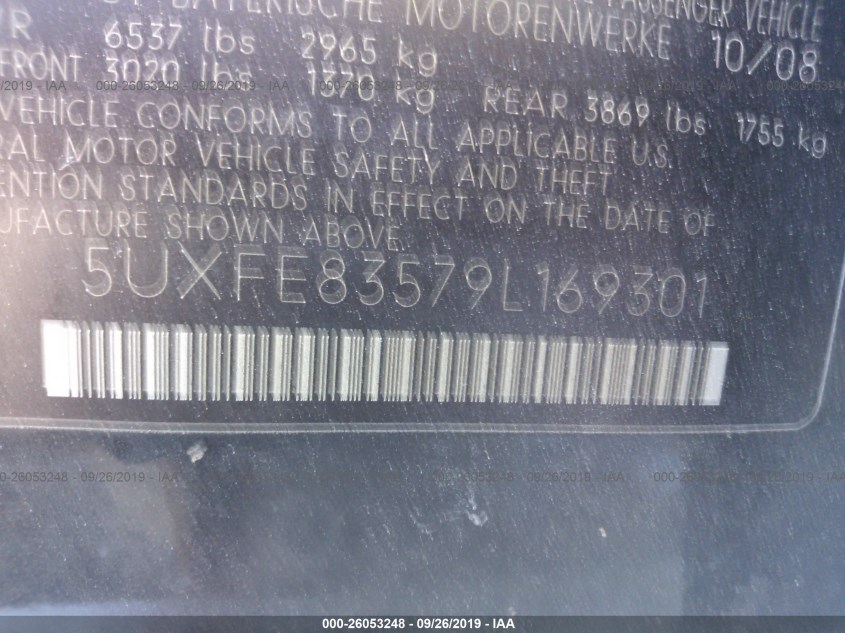 BAYERISCHE MOTORENWERKE 10/08
R 6537 lbs 2965 kg
FRONT 3020 lbs 1370 kg REAR 3869 lbs 1755 kg
VEHICLE CONFORMS TO ALL APPLICABLE U.S.
RAL MOTOR VEHICLE SAFETY AND THEFT
ENTION STANDARDS IN EFFECT ON THE DATE OF
UFACTURE SHOWN ABOVE
5UXFE83579L169301
PASSENGER VEHICLE
000-26053248 - 09/26/2019 - IAA